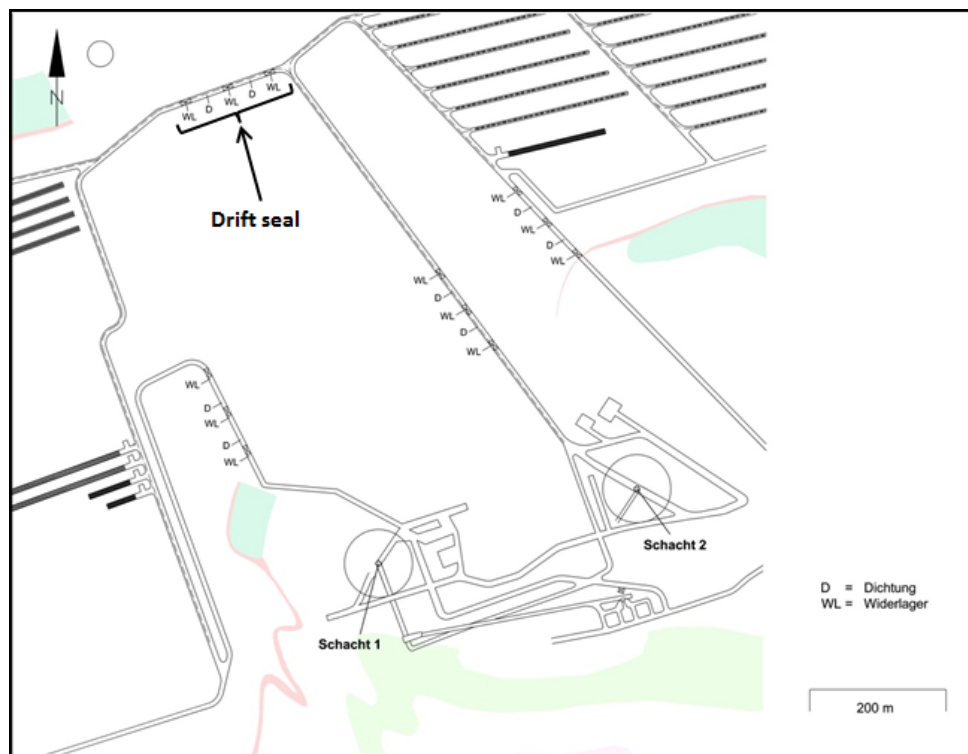 N
WL
D
WL
D
WL
Drift seal
WL
D
WL
D
WL
WL
D
WL
D
WL
WL
D
WL
D
WL
Schacht 2
Schacht 1
D = Dichtung
WL = Widerlager
200 m